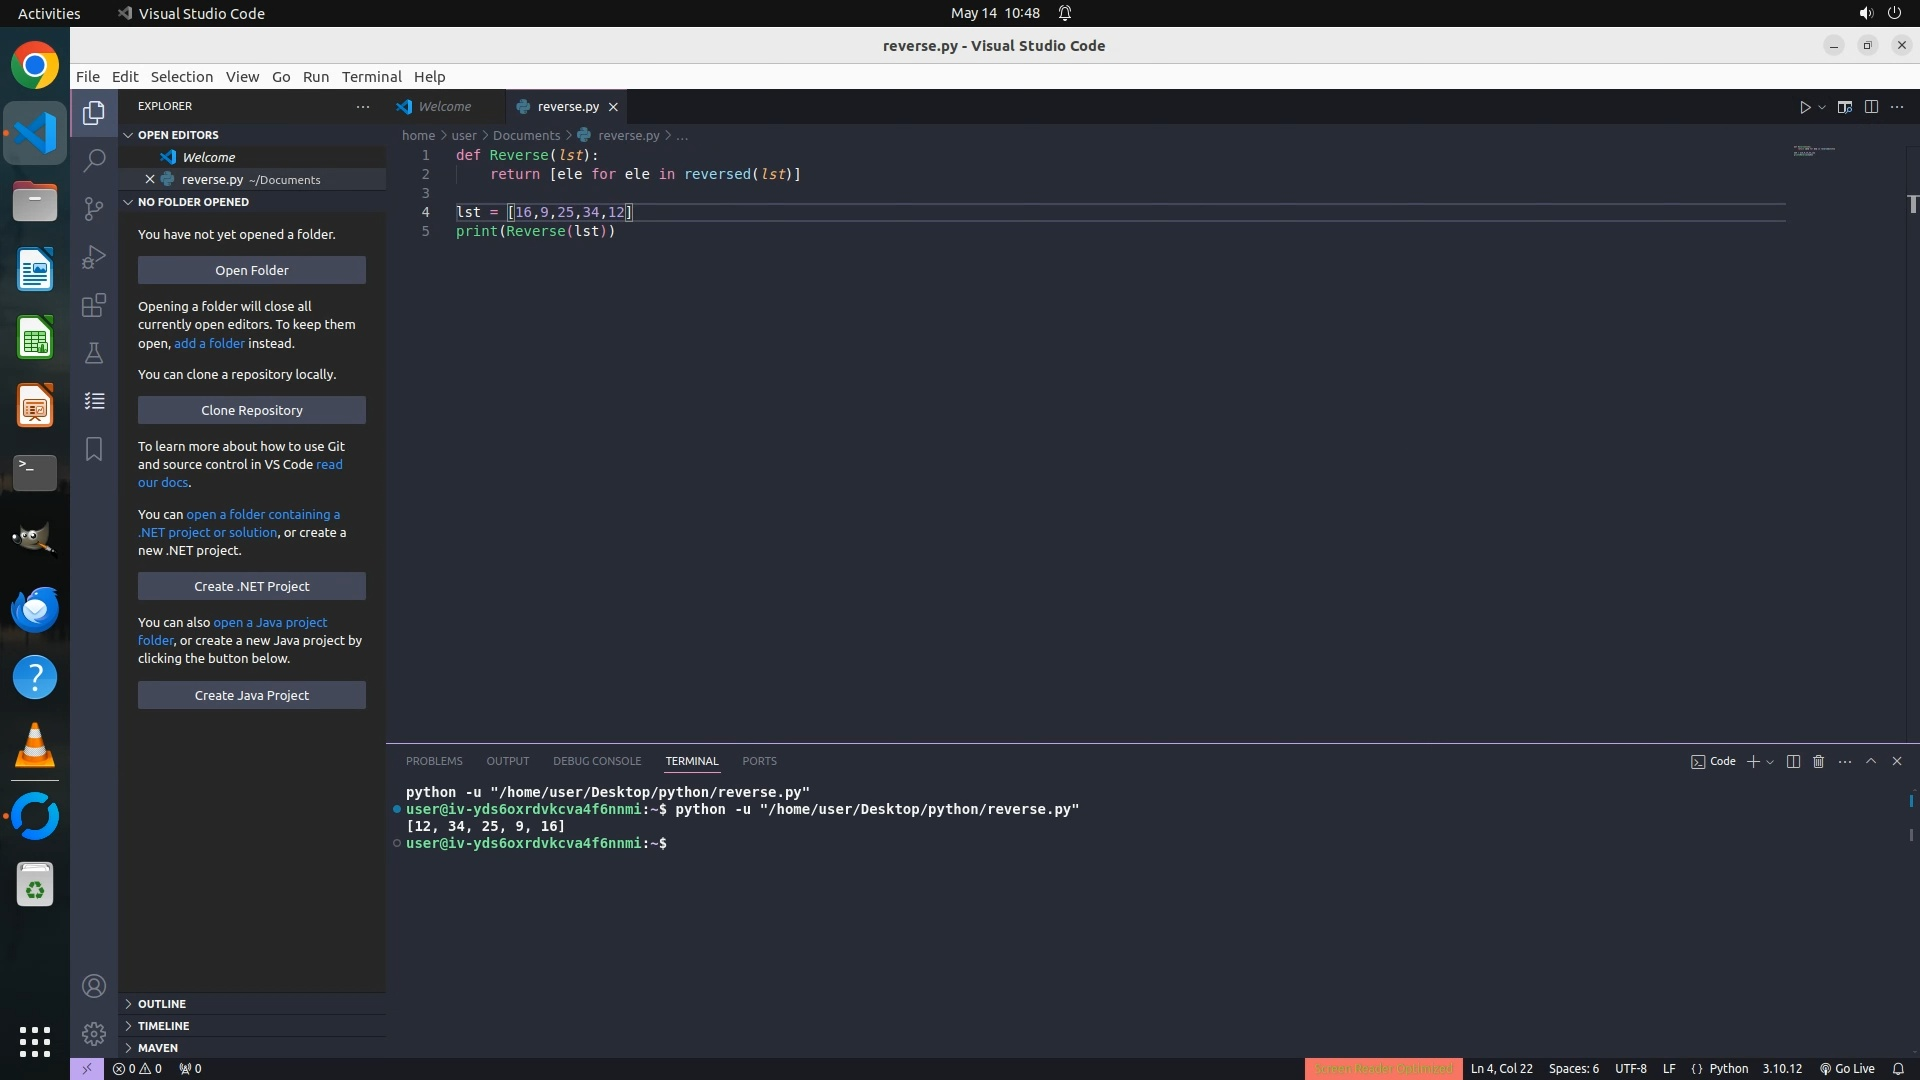 Activities
Visual Studio Code
May 14 10:48
reverse.py - Visual Studio Code
File Edit Selection View Go Run Terminal Help
EXPLORER
Welcome
reverse.py
OPEN EDITORS
home > user > Documents > reverse.py > ...
Welcome
reverse.py ~/Documents
NO FOLDER OPENED
You have not yet opened a folder.
Open Folder
Opening a folder will close all
currently open editors. To keep them
open, add a folder instead.
You can clone a repository locally.
Clone Repository
To learn more about how to use Git
and source control in VS Code read
our docs.
You can open a folder containing a
.NET project or solution, or create a
new .NET project.
Create .NET Project
You can also open a Java project
folder, or create a new Java project by
clicking the button below.
Create Java Project
OUTLINE
TIMELINE
MAVEN
1 def Reverse(lst):
2 return [ele for ele in reversed(lst)]
3
4 lst = [16,9,25,34,12]
5 print(Reverse(lst))
PROBLEMS OUTPUT DEBUG CONSOLE TERMINAL PORTS
Code
python -u "/home/user/Desktop/python/reverse.py"
user@iv-yds6oxrdvkcva4f6nnmi:~$ python -u "/home/user/Desktop/python/reverse.py"
[12, 34, 25, 9, 16]
user@iv-yds6oxrdvkcva4f6nnmi:~$
0 0 0
Screen Reader Optimized
Ln 4, Col 22
Spaces: 6
UTF-8
LF
{ } Python
3.10.12
Go Live